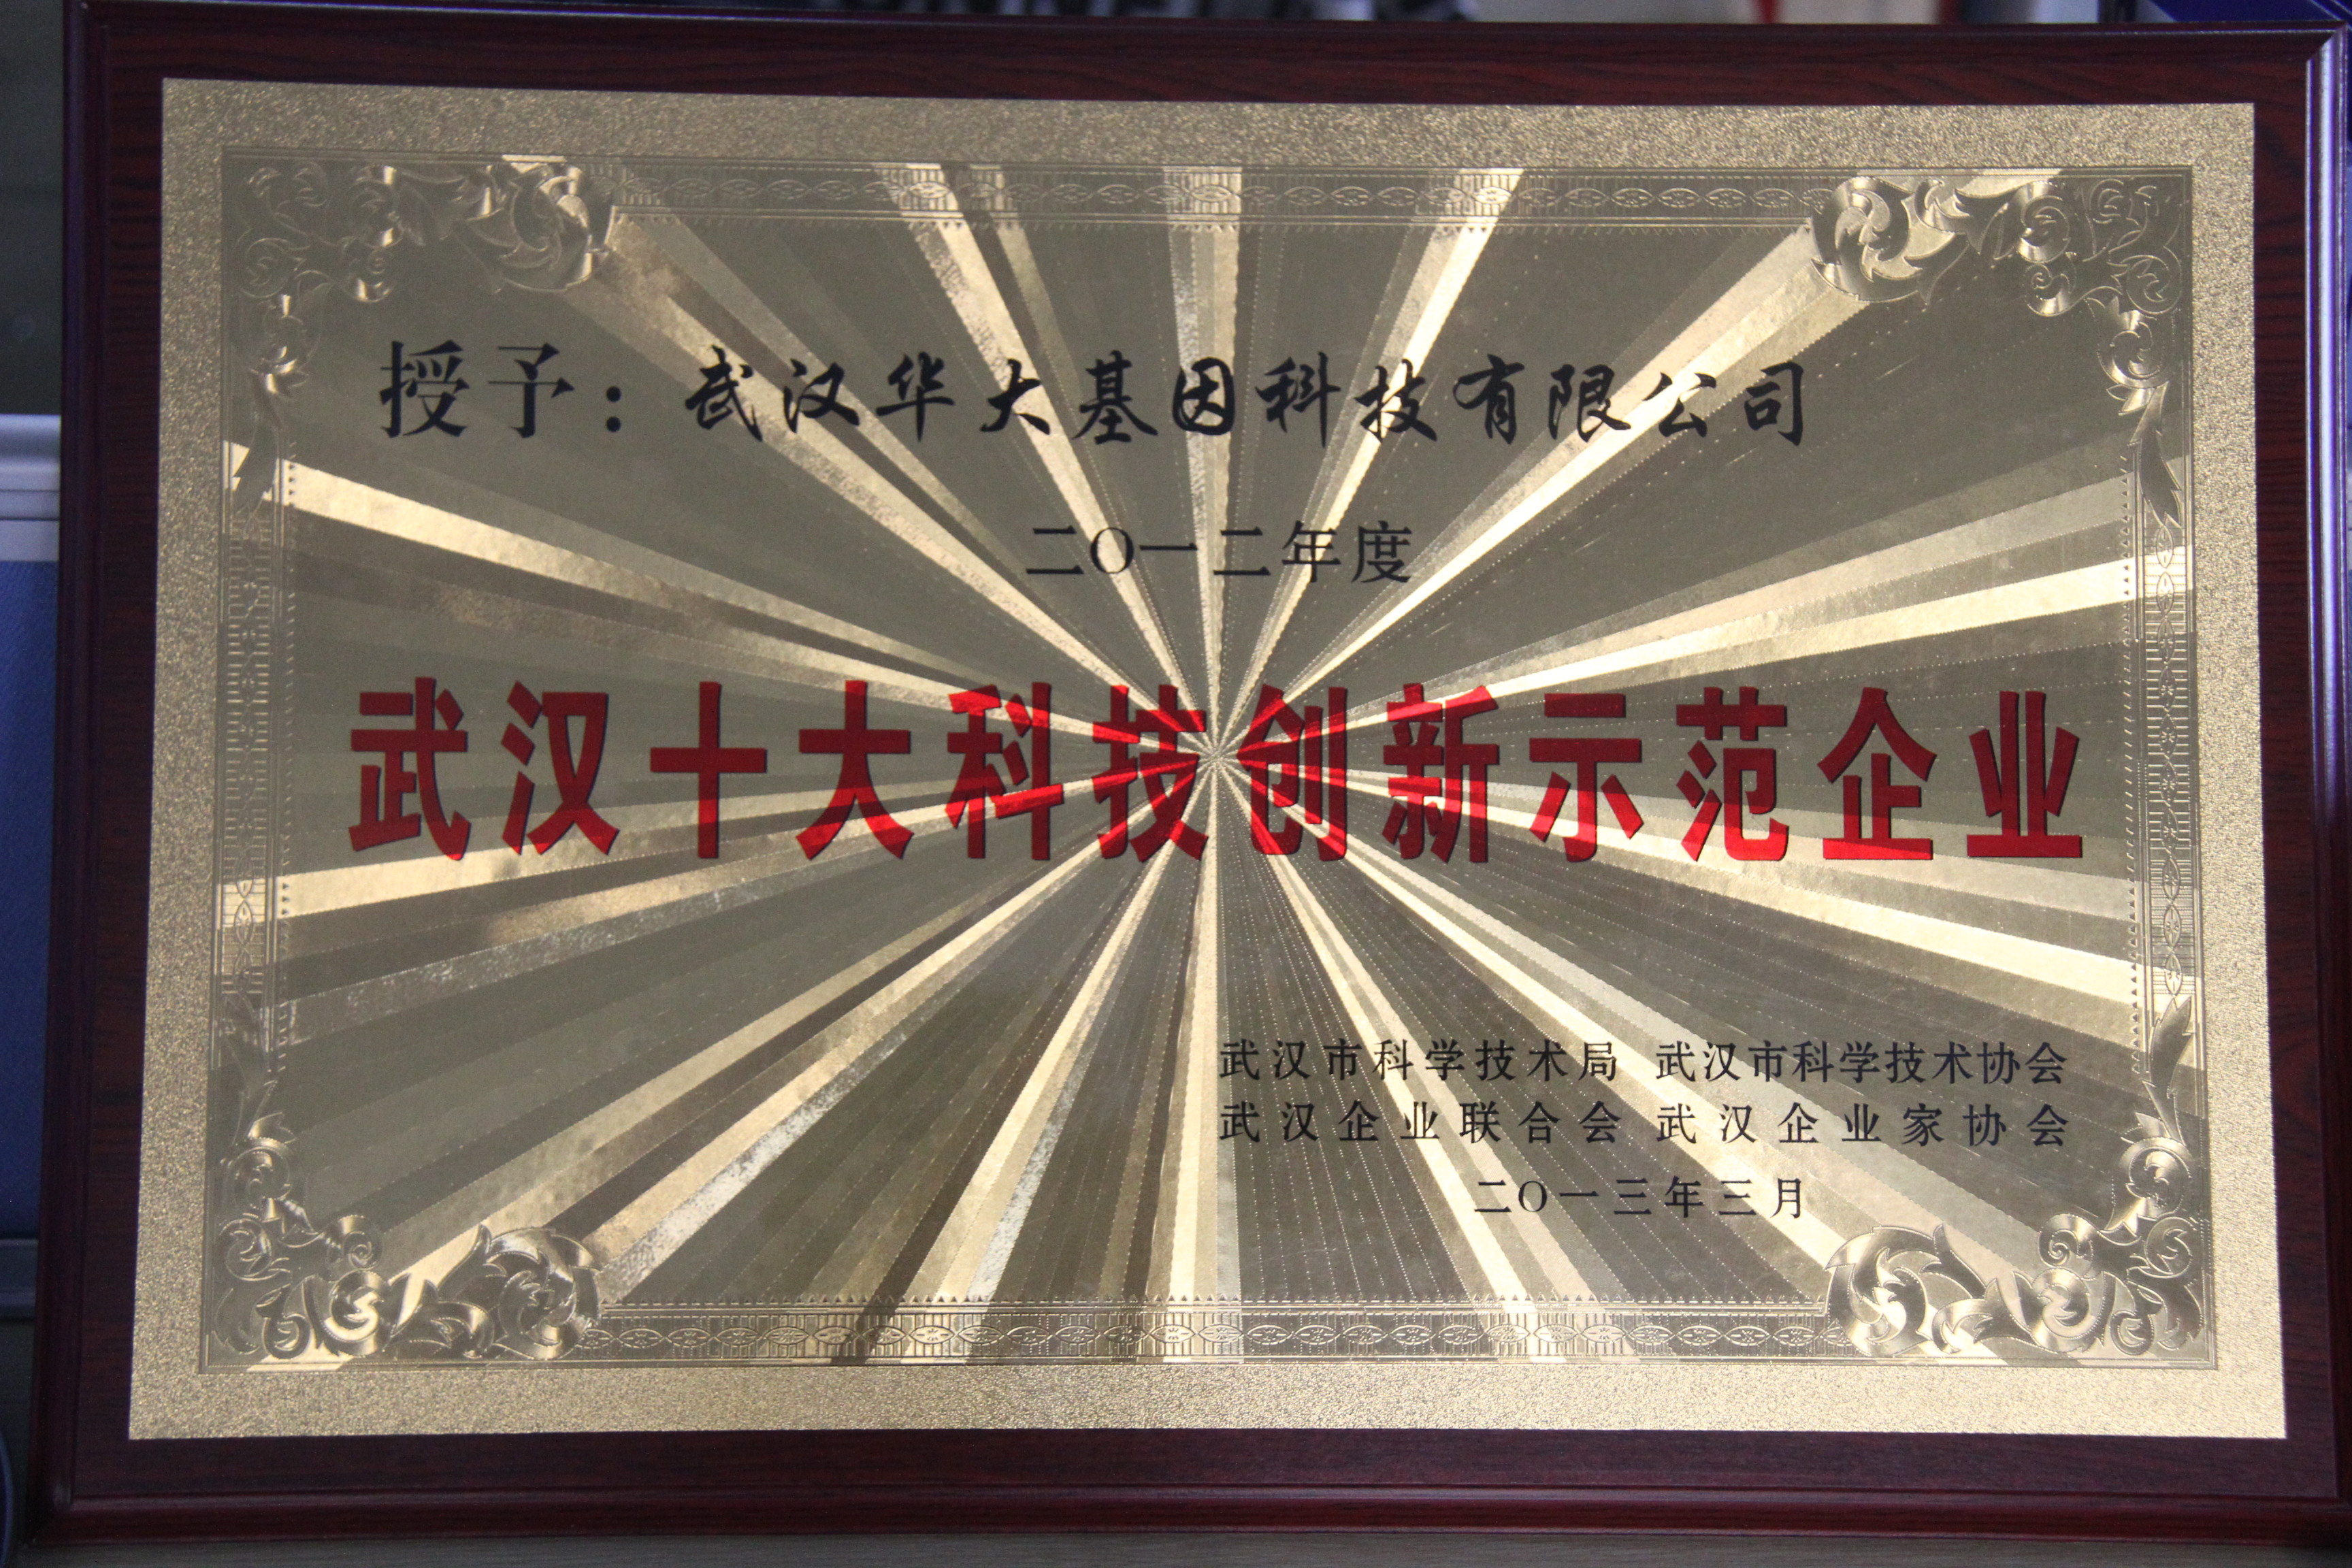 授予：武汉华大基因科技有限公司
二〇一二年度
武汉十大科技创新示范企业
武汉市科学技术局 武汉市科学技术协会
武汉企业联合会 武汉企业家协会
二〇一三年三月